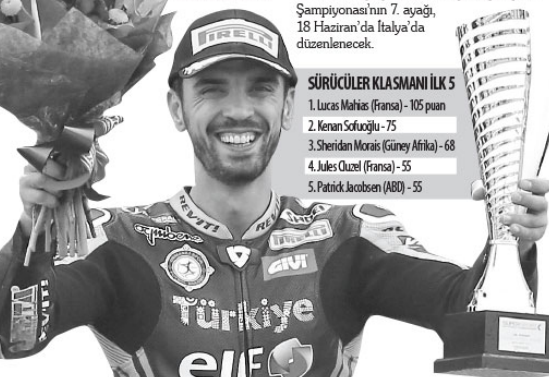 Şampiyonası'nın 7. ayağı,
18 Haziran'da İtalya'da
düzenlenecek.
SÜRÜCÜLER KLASMANI İLK 5
1. Lucas Mahias (Fransa) - 105 puan
2. Kenan Sofuoğlu - 75
3. Sheridan Morais (Güney Afrika) - 68
4. Jules Cluzel (Fransa) - 55
5. Patrick Jacobsen (ABD) - 55
PIRELLI
REV'IT!
REV'IT!
PIRELLI
GIVI
Türkiye
elf